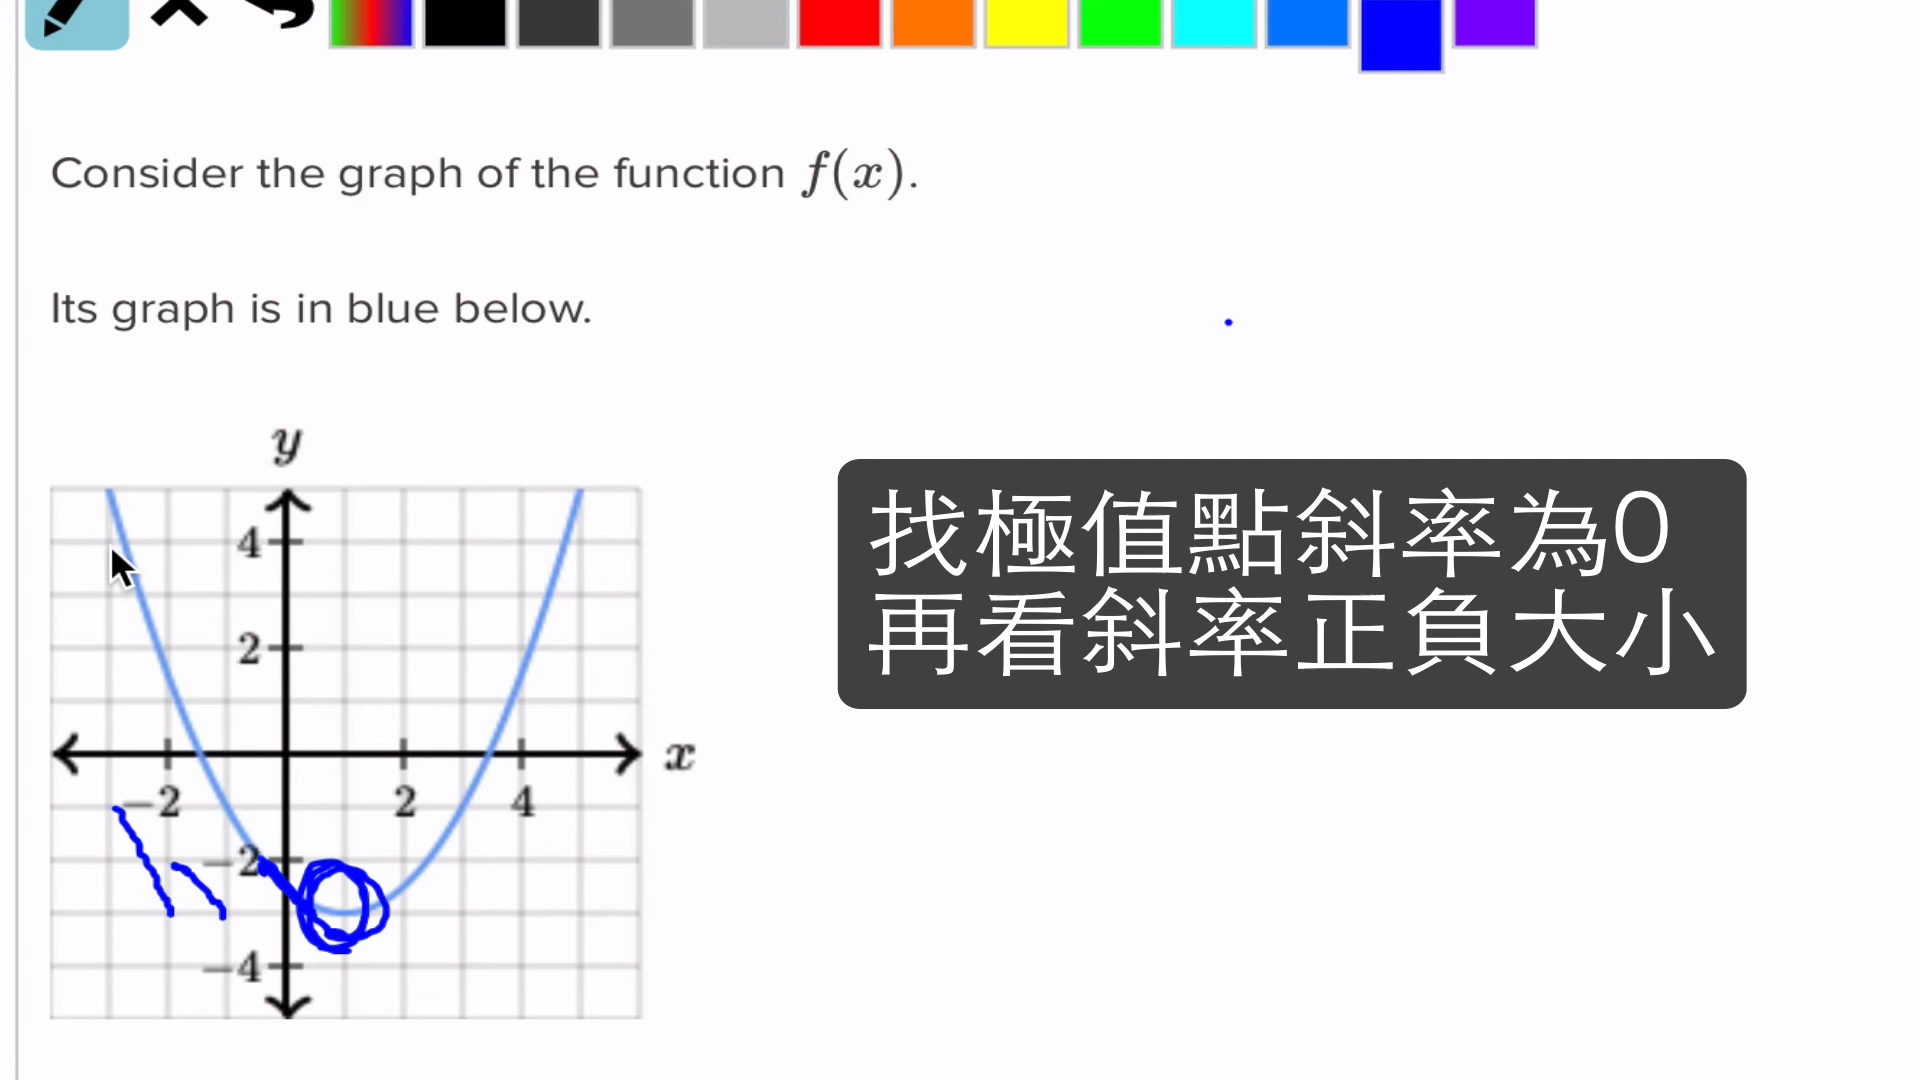 Consider the graph of the function f(x).
Its graph is in blue below.
y
找極值點斜率為0
再看斜率正負大小
4
2
x
−2
2
4
−2
−4